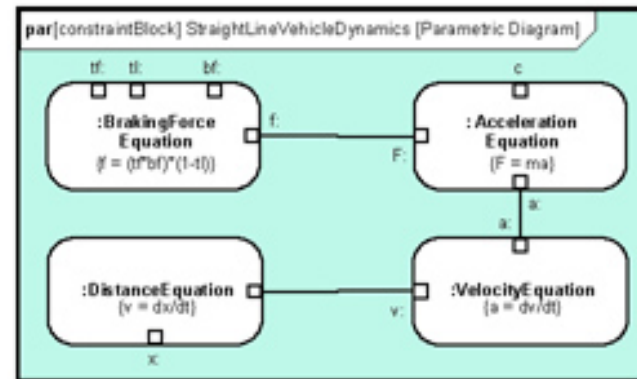 par[constraintBlock] StraightLineVehicleDynamics [Parametric Diagram]
tf: tl: bf:
c
:BrakingForce
Equation
{f = (tf*bf)*(1-tl)}
f:
F:
:Acceleration
Equation
{F = ma}
a:
a:
:DistanceEquation
{v = dx/dt}
x:
v:
:VelocityEquation
{a = dv/dt}